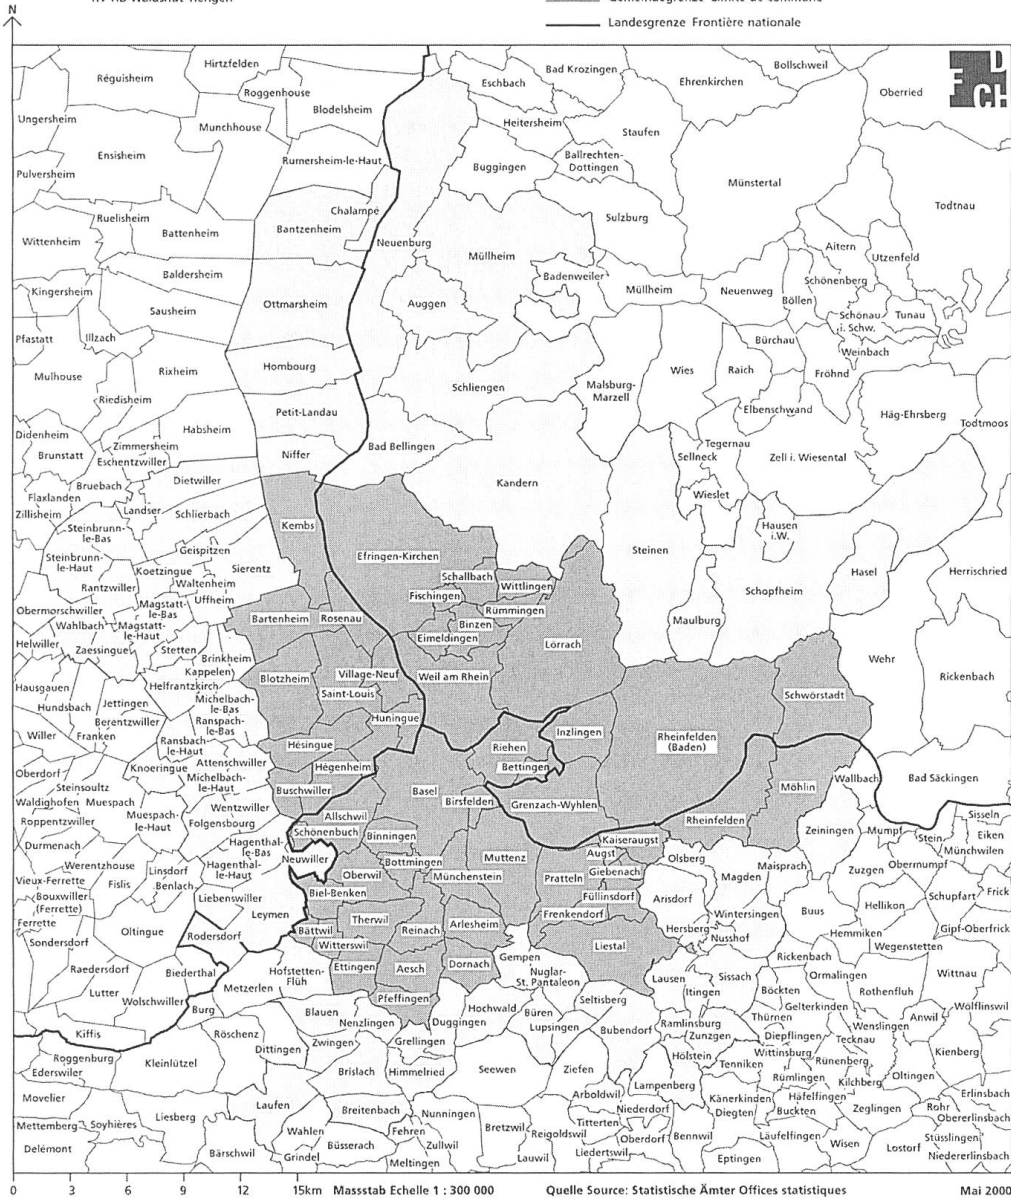 N
Landesgrenze Frontière nationale
F
D
CH
Réguisheim
Hirtzfelden
Roggenhouse
Blodelsheim
Eschbach
Bad Krozingen
Ehrenkirchen
Bollschweil
Oberried
Ungersheim
Munchhouse
Heitersheim
Staufen
Ensisheim
Rumersheim-le-Haut
Buggingen
Ballrechten-
Dottingen
Münstertal
Pulversheim
Todtnau
Ruelisheim
Chalampé
Sulzburg
Wittenheim
Battenheim
Bantzenheim
Neuenburg
Müllheim
Aitern
Utzenfeld
Baldersheim
Badenweiler
Müllheim
Neuenweg
Schönenberg
Böllen
Kingersheim
Sausheim
Ottmarsheim
Auggen
Schönau
i. Schw.
Tunau
Pfastatt
Illzach
Bürchau
Weinbach
Mulhouse
Rixheim
Hombourg
Schliengen
Malsburg-
Marzell
Wies
Raich
Fröhnd
Riedisheim
Petit-Landau
Elbenschwand
Häg-Ehrsberg
Todtmoos
Didenheim
Brunstatt
Zimmersheim
Eschentzwiller
Habsheim
Niffer
Bad Bellingen
Tegernau
Sellneck
Zell i. Wiesental
Bruebach
Dietwiller
Kandern
Flaxlanden
Zillisheim
Landser
Schlierbach
Wieslet
Steinbrunn-
le-Bas
Kembs
Hausen
i.W.
Steinbrunn-
le-Haut
Geispitzen
Efringen-Kirchen
Steinen
Koetzingue
Sierentz
Schallbach
Wittlingen
Hasel
Herrischried
Rantzwiller
Waltenheim
Uffheim
Fischingen
Schopfheim
Obermorschwiller
Magstatt-
le-Bas
Rümmingen
Wahlbach
Magstatt-
le-Haut
Bartenheim
Rosenau
Binzen
Maulburg
Helwiller
Zaessingue
Stetten
Eimeldingen
Lörrach
Brinkheim
Kappelen
Wehr
Hausgauen
Helfrantzkirch
Blotzheim
Village-Neuf
Weil am Rhein
Rickenbach
Hundsbach
Jettingen
Michelbach-
le-Bas
Saint-Louis
Schwörstadt
Berentzwiller
Ranspach-
le-Bas
Huningue
Willer
Franken
Ransbach-
le-Haut
Hésingue
Riehen
Inzlingen
Rheinfelden
(Baden)
Oberdorf
Knoeringue
Attenschwiller
Hégenheim
Bettingen
Steinsoultz
Michelbach-
le-Haut
Buschwiller
Basel
Möhlin
Wallbach
Bad Säckingen
Waldighofen
Muespach
Wentzwiller
Birsfelden
Grenzach-Wyhlen
Roppentzwiller
Muespach-
le-Haut
Folgensbourg
Allschwil
Rheinfelden
Sisseln
Schönenbuch
Binningen
Kaiseraugst
Zeiningen
Mumpf
Stein
Eiken
Durmenach
Hagenthal-
le-Bas
Neuwiller
Bottmingen
Muttenz
Augst
Olsberg
Münchwilen
Werentzhouse
Linsdorf
Hagenthal-
le-Haut
Oberwil
Münchenstein
Pratteln
Giebenach
Magden
Maisprach
Zuzgen
Obermumpf
Vieux-Ferrette
Fislis
Benlach
Biel-Benken
Füllinsdorf
Arisdorf
Schupfart
Frick
Bouxwiller
(Ferrette)
Liebenswiller
Wintersingen
Buus
Hellikon
Ferrette
Leymen
Therwil
Arlesheim
Frenkendorf
Oltingue
Rodersdorf
Bättwil
Reinach
Hersberg
Nusshof
Hemmiken
Gipf-Oberfrick
Sondersdorf
Witterswil
Liestal
Wegenstetten
Raedersdorf
Biederthal
Hofstetten-
Flüh
Ettingen
Aesch
Dornach
Gempen
Rickenbach
Lutter
Metzerlen
Nuglar-
St. Pantaleon
Lausen
Sissach
Ormalingen
Wittnau
Wolschwiller
Pfeffingen
Itingen
Böckten
Rothenfluh
Burg
Blauen
Hochwald
Büren
Seltisberg
Gelterkinden
Wölflinswil
Kiffis
Röschenz
Nenzlingen
Duggingen
Lupsingen
Bubendorf
Ramlinsburg
Thürnen
Anwil
Zunzgen
Diepflingen
Wenslingen
Tecknau
Roggenburg
Kleinlützel
Dittingen
Zwingen
Grellingen
Hölstein
Wittinsburg
Rünenberg
Kienberg
Ederswiler
Brislach
Himmelried
Seewen
Ziefen
Tenniken
Rümlingen
Oltingen
Movelier
Lampenberg
Kilchberg
Laufen
Arboldwil
Känerkinden
Häfelfingen
Erlinsbach
Mettemberg
Soyhières
Liesberg
Breitenbach
Nunningen
Niederdorf
Diegten
Buckten
Zeglingen
Rohr
Obererlinsbach
Wahlen
Fehren
Bretzwil
Titterten
Reigoldswil
Oberdorf
Bennwil
Läufelfingen
Wisen
Stüsslingen
Delémont
Bärschwil
Büsserach
Zullwil
Lostorf
Grindel
Meltingen
Lauwil
Liedertswil
Eptingen
Niedererlinsbach
0 3 6 9 12 15km Massstab Echelle 1 : 300 000 Quelle Source: Statistische Ämter Offices statistiques Mai 2000